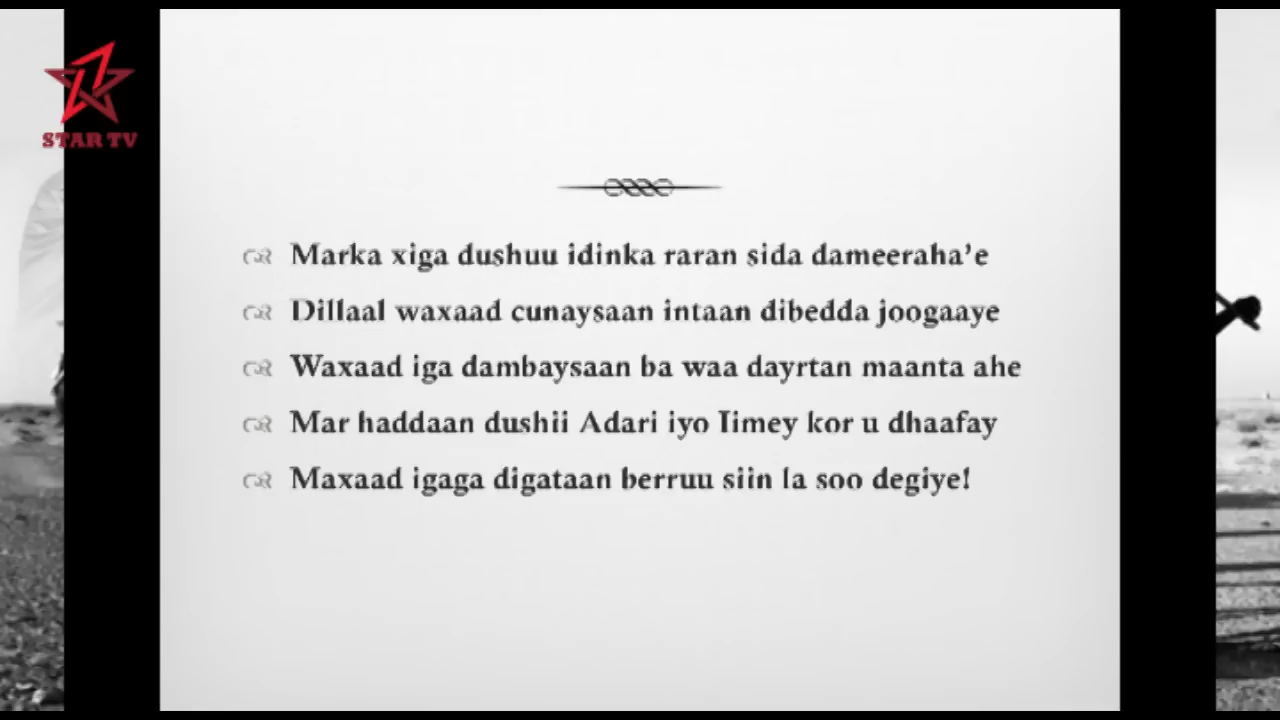 STAR TV
Marka xiga dushuu idinka raran sida dameeraha'e
Dillaal waxaad cunaysaan intaan dibedda joogaaye
Waxaad iga dambaysaan ba waa dayrtan maanta ahe
Mar haddaan dushii Adari iyo Iimey kor u dhaafay
Maxaad igaga digataan berruu siin la soo degiye!